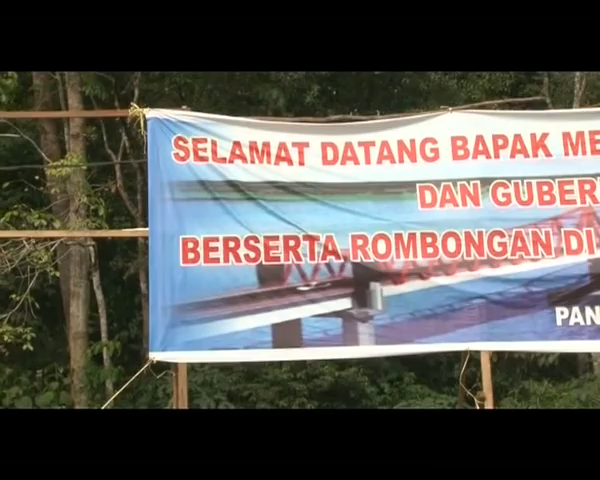 SELAMAT DATANG BAPAK ME
DAN GUBER
BERSERTA ROMBONGAN DI
PAN